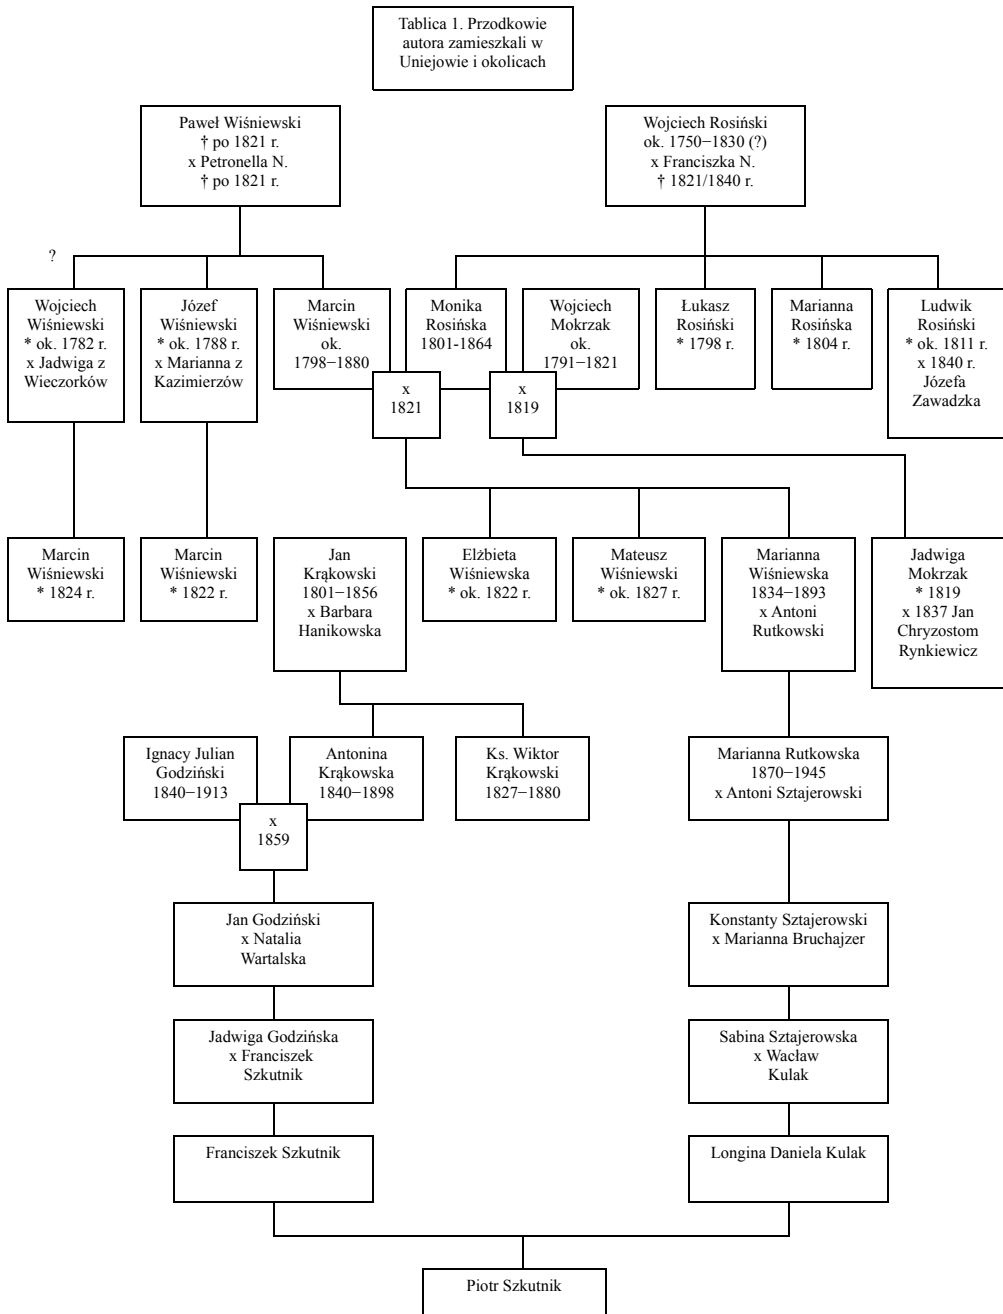 Tablica 1. Przodkowie
autora zamieszkali w
Uniejowie i okolicach
Paweł Wiśniewski
† po 1821 r.
x Petronella N.
† po 1821 r.
Wojciech Rosiński
ok. 1750−1830 (?)
x Franciszka N.
† 1821/1840 r.
?
Wojciech
Wiśniewski
* ok. 1782 r.
x Jadwiga z
Wieczorków
Józef
Wiśniewski
* ok. 1788 r.
x Marianna z
Kazimierzów
Marcin
Wiśniewski
ok.
1798−1880
Monika
Rosińska
1801-1864
Wojciech
Mokrzak
ok.
1791−1821
Łukasz
Rosiński
* 1798 r.
Marianna
Rosińska
* 1804 r.
Ludwik
Rosiński
* ok. 1811 r.
x 1840 r.
Józefa
Zawadzka
x
1821
x
1819
Marcin
Wiśniewski
* 1824 r.
Marcin
Wiśniewski
* 1822 r.
Jan
Krąkowski
1801−1856
x Barbara
Hanikowska
Elżbieta
Wiśniewska
* ok. 1822 r.
Mateusz
Wiśniewski
* ok. 1827 r.
Marianna
Wiśniewska
1834−1893
x Antoni
Rutkowski
Jadwiga
Mokrzak
* 1819
x 1837 Jan
Chryzostom
Rynkiewicz
Ignacy Julian
Godziński
1840−1913
Antonina
Krąkowska
1840−1898
Ks. Wiktor
Krąkowski
1827−1880
Marianna Rutkowska
1870−1945
x Antoni Sztajerowski
x
1859
Jan Godziński
x Natalia
Wartalska
Konstanty Sztajerowski
x Marianna Bruchajzer
Jadwiga Godzińska
x Franciszek
Szkutnik
Sabina Sztajerowska
x Wacław
Kulak
Franciszek Szkutnik
Longina Daniela Kulak
Piotr Szkutnik